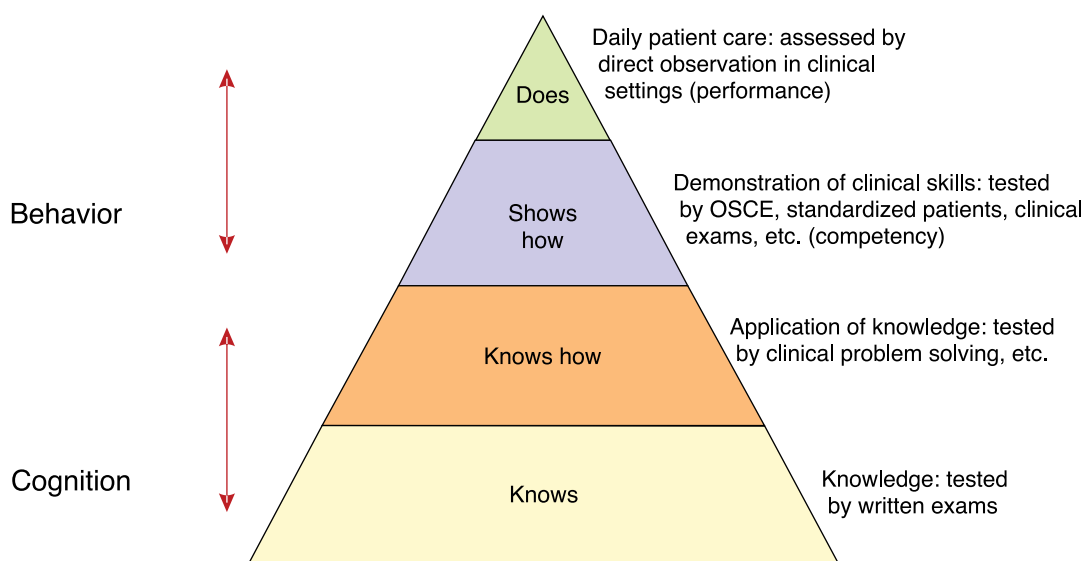 Daily patient care: assessed by
direct observation in clinical
settings (performance)
Does
Behavior
Demonstration of clinical skills: tested
by OSCE, standardized patients, clinical
exams, etc. (competency)
Shows
how
Application of knowledge: tested
by clinical problem solving, etc.
Knows how
Cognition
Knowledge: tested
by written exams
Knows